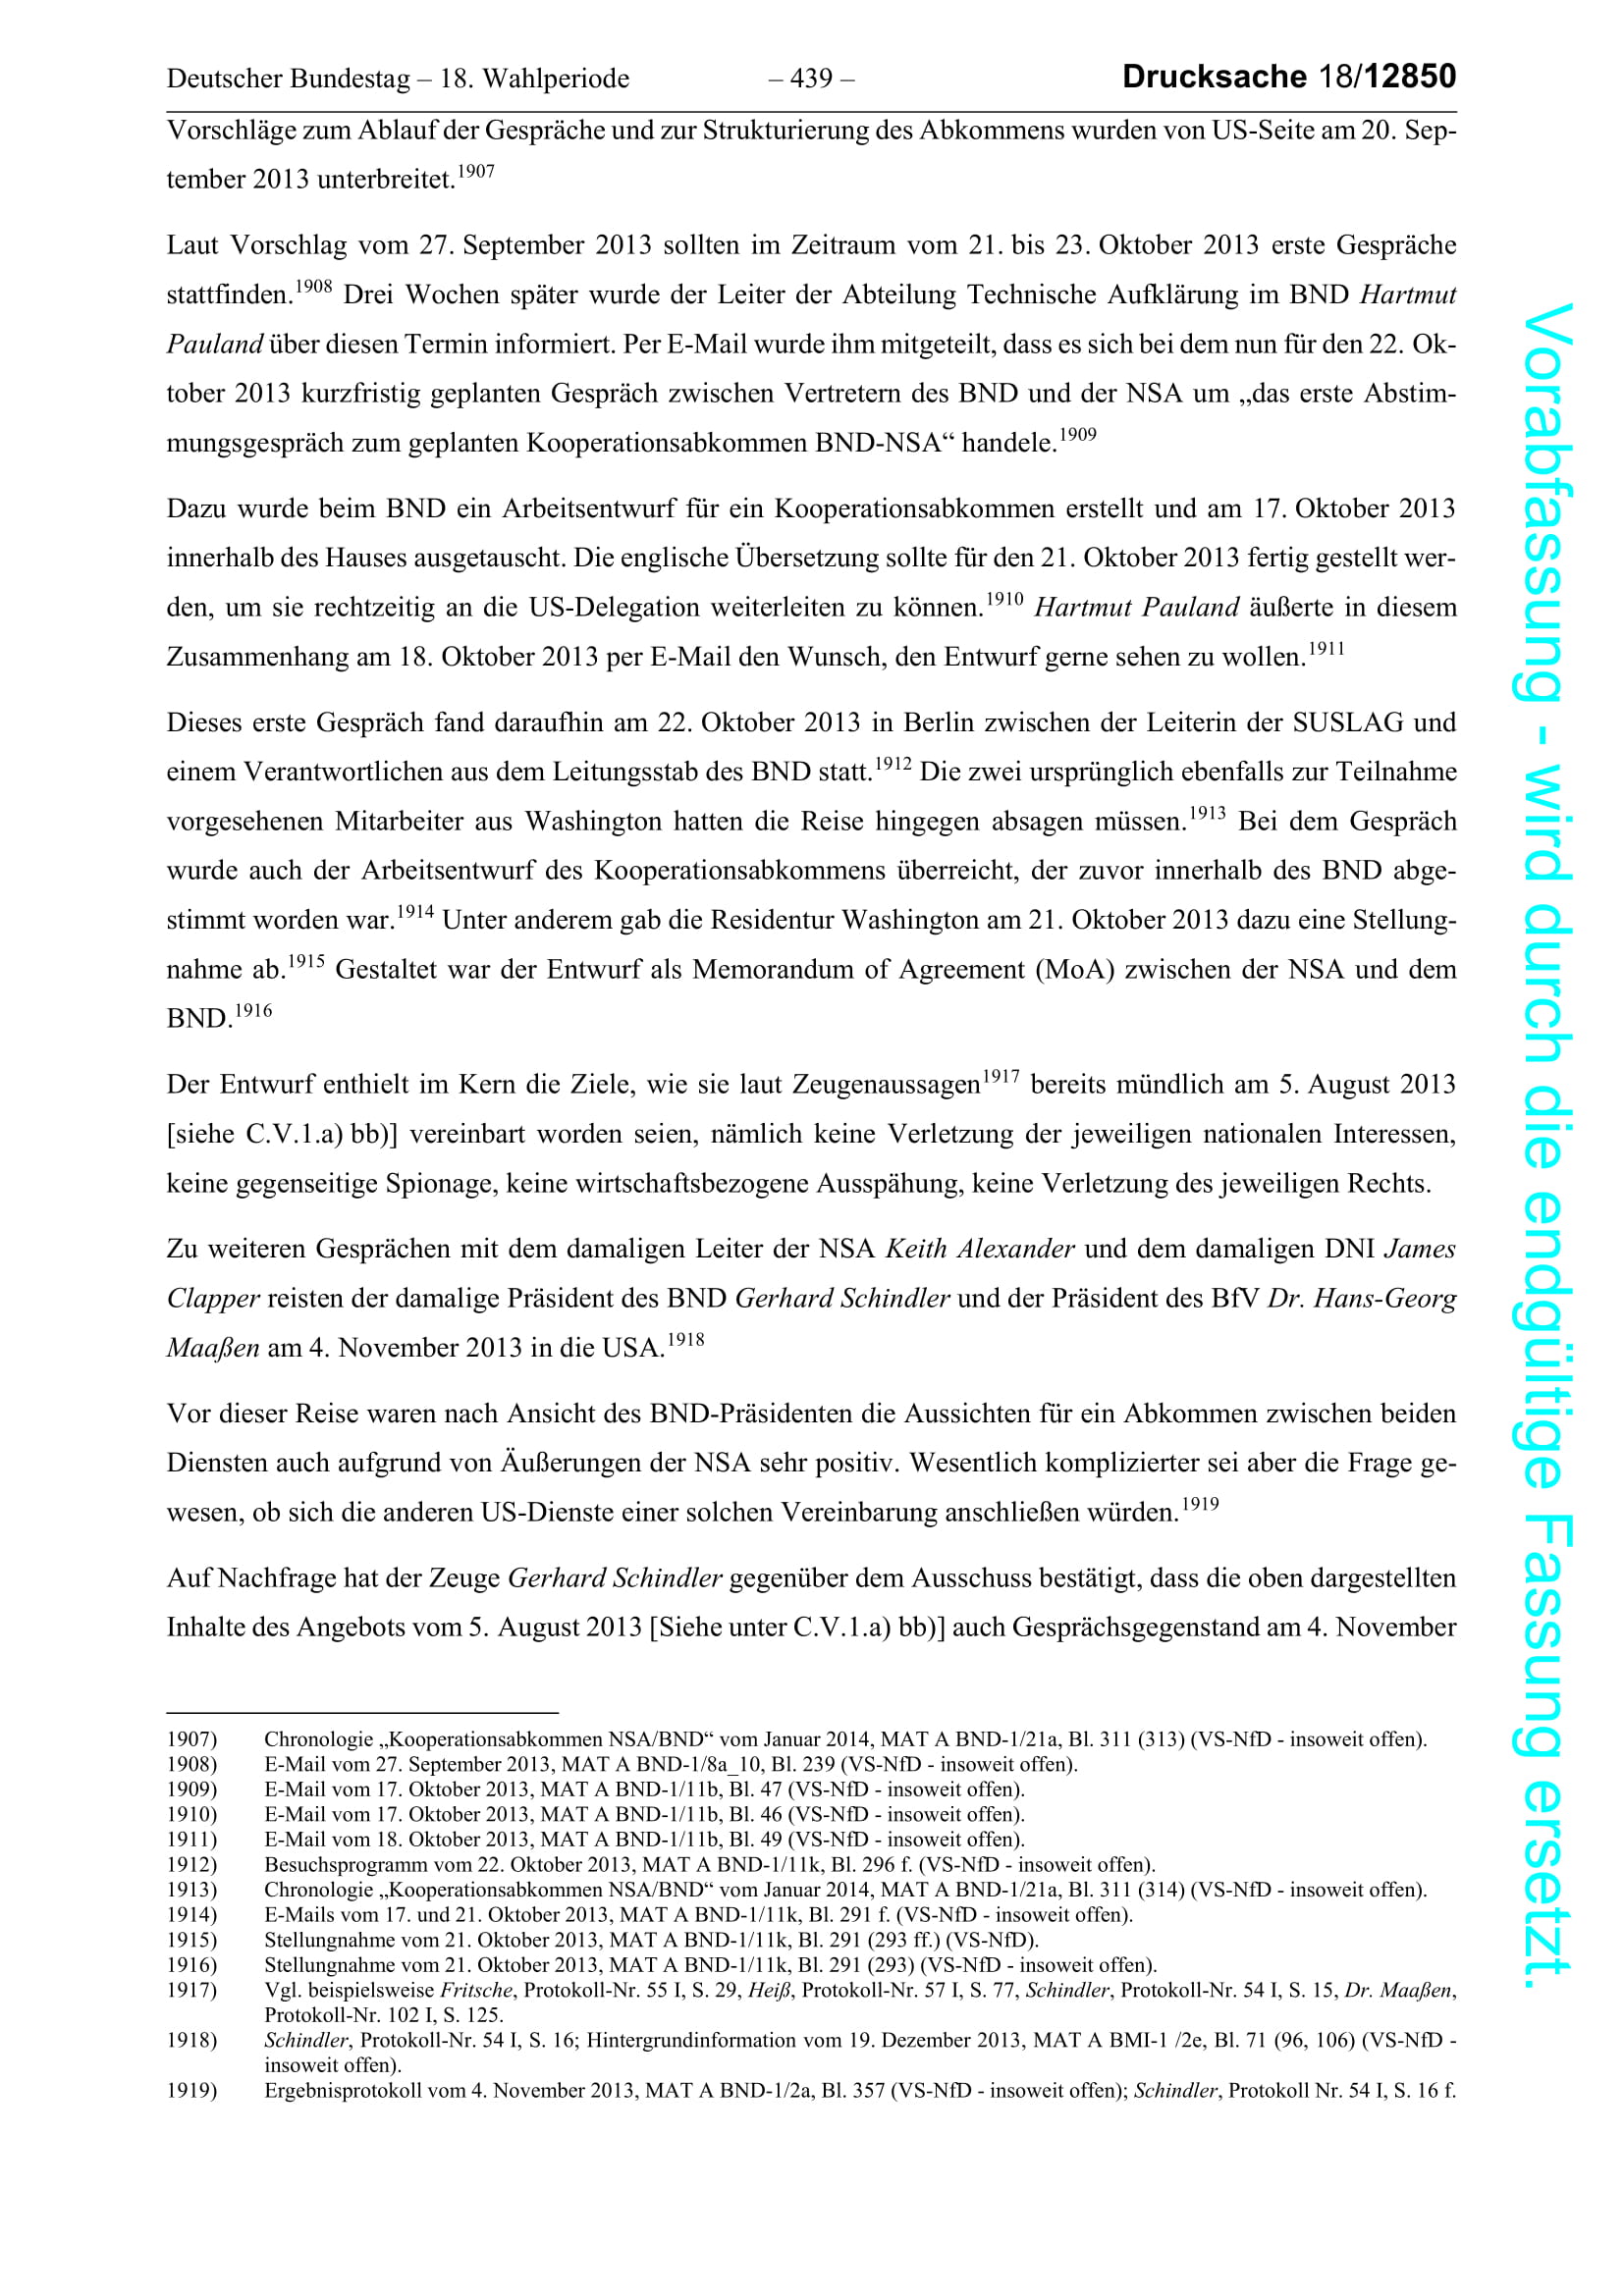 Deutscher Bundestag – 18. Wahlperiode – 439 – Drucksache 18/12850
Vorschläge zum Ablauf der Gespräche und zur Strukturierung des Abkommens wurden von US-Seite am 20. Sep-
tember 2013 unterbreitet.1907
Laut Vorschlag vom 27. September 2013 sollten im Zeitraum vom 21. bis 23. Oktober 2013 erste Gespräche
stattfinden.1908 Drei Wochen später wurde der Leiter der Abteilung Technische Aufklärung im BND Hartmut
Pauland über diesen Termin informiert. Per E-Mail wurde ihm mitgeteilt, dass es sich bei dem nun für den 22. Ok-
tober 2013 kurzfristig geplanten Gespräch zwischen Vertretern des BND und der NSA um „das erste Abstim-
mungsgespräch zum geplanten Kooperationsabkommen BND-NSA“ handele.1909
Dazu wurde beim BND ein Arbeitsentwurf für ein Kooperationsabkommen erstellt und am 17. Oktober 2013
innerhalb des Hauses ausgetauscht. Die englische Übersetzung sollte für den 21. Oktober 2013 fertig gestellt wer-
den, um sie rechtzeitig an die US-Delegation weiterleiten zu können.1910 Hartmut Pauland äußerte in diesem
Zusammenhang am 18. Oktober 2013 per E-Mail den Wunsch, den Entwurf gerne sehen zu wollen.1911
Dieses erste Gespräch fand daraufhin am 22. Oktober 2013 in Berlin zwischen der Leiterin der SUSLAG und
einem Verantwortlichen aus dem Leitungsstab des BND statt.1912 Die zwei ursprünglich ebenfalls zur Teilnahme
vorgesehenen Mitarbeiter aus Washington hatten die Reise hingegen absagen müssen.1913 Bei dem Gespräch
wurde auch der Arbeitsentwurf des Kooperationsabkommens überreicht, der zuvor innerhalb des BND abge-
stimmt worden war.1914 Unter anderem gab die Residentur Washington am 21. Oktober 2013 dazu eine Stellung-
nahme ab.1915 Gestaltet war der Entwurf als Memorandum of Agreement (MoA) zwischen der NSA und dem
BND.1916
Der Entwurf enthielt im Kern die Ziele, wie sie laut Zeugenaussagen1917 bereits mündlich am 5. August 2013
[siehe C.V.1.a) bb)] vereinbart worden seien, nämlich keine Verletzung der jeweiligen nationalen Interessen,
keine gegenseitige Spionage, keine wirtschaftsbezogene Ausspähung, keine Verletzung des jeweiligen Rechts.
Zu weiteren Gesprächen mit dem damaligen Leiter der NSA Keith Alexander und dem damaligen DNI James
Clapper reisten der damalige Präsident des BND Gerhard Schindler und der Präsident des BfV Dr. Hans-Georg
Maaßen am 4. November 2013 in die USA.1918
Vor dieser Reise waren nach Ansicht des BND-Präsidenten die Aussichten für ein Abkommen zwischen beiden
Diensten auch aufgrund von Äußerungen der NSA sehr positiv. Wesentlich komplizierter sei aber die Frage ge-
wesen, ob sich die anderen US-Dienste einer solchen Vereinbarung anschließen würden.1919
Auf Nachfrage hat der Zeuge Gerhard Schindler gegenüber dem Ausschuss bestätigt, dass die oben dargestellten
Inhalte des Angebots vom 5. August 2013 [Siehe unter C.V.1.a) bb)] auch Gesprächsgegenstand am 4. November
1907) Chronologie „Kooperationsabkommen NSA/BND“ vom Januar 2014, MAT A BND-1/21a, Bl. 311 (313) (VS-NfD - insoweit offen).
1908) E-Mail vom 27. September 2013, MAT A BND-1/8a_10, Bl. 239 (VS-NfD - insoweit offen).
1909) E-Mail vom 17. Oktober 2013, MAT A BND-1/11b, Bl. 47 (VS-NfD - insoweit offen).
1910) E-Mail vom 17. Oktober 2013, MAT A BND-1/11b, Bl. 46 (VS-NfD - insoweit offen).
1911) E-Mail vom 18. Oktober 2013, MAT A BND-1/11b, Bl. 49 (VS-NfD - insoweit offen).
1912) Besuchsprogramm vom 22. Oktober 2013, MAT A BND-1/11k, Bl. 296 f. (VS-NfD - insoweit offen).
1913) Chronologie „Kooperationsabkommen NSA/BND“ vom Januar 2014, MAT A BND-1/21a, Bl. 311 (314) (VS-NfD - insoweit offen).
1914) E-Mails vom 17. und 21. Oktober 2013, MAT A BND-1/11k, Bl. 291 f. (VS-NfD - insoweit offen).
1915) Stellungnahme vom 21. Oktober 2013, MAT A BND-1/11k, Bl. 291 (293 ff.) (VS-NfD).
1916) Stellungnahme vom 21. Oktober 2013, MAT A BND-1/11k, Bl. 291 (293) (VS-NfD - insoweit offen).
1917) Vgl. beispielsweise Fritsche, Protokoll-Nr. 55 I, S. 29, Heiß, Protokoll-Nr. 57 I, S. 77, Schindler, Protokoll-Nr. 54 I, S. 15, Dr. Maaßen,
Protokoll-Nr. 102 I, S. 125.
1918) Schindler, Protokoll-Nr. 54 I, S. 16; Hintergrundinformation vom 19. Dezember 2013, MAT A BMI-1 /2e, Bl. 71 (96, 106) (VS-NfD -
insoweit offen).
1919) Ergebnisprotokoll vom 4. November 2013, MAT A BND-1/2a, Bl. 357 (VS-NfD - insoweit offen); Schindler, Protokoll Nr. 54 I, S. 16 f.
Vorabfassung - wird durch die endgültige Fassung ersetzt.